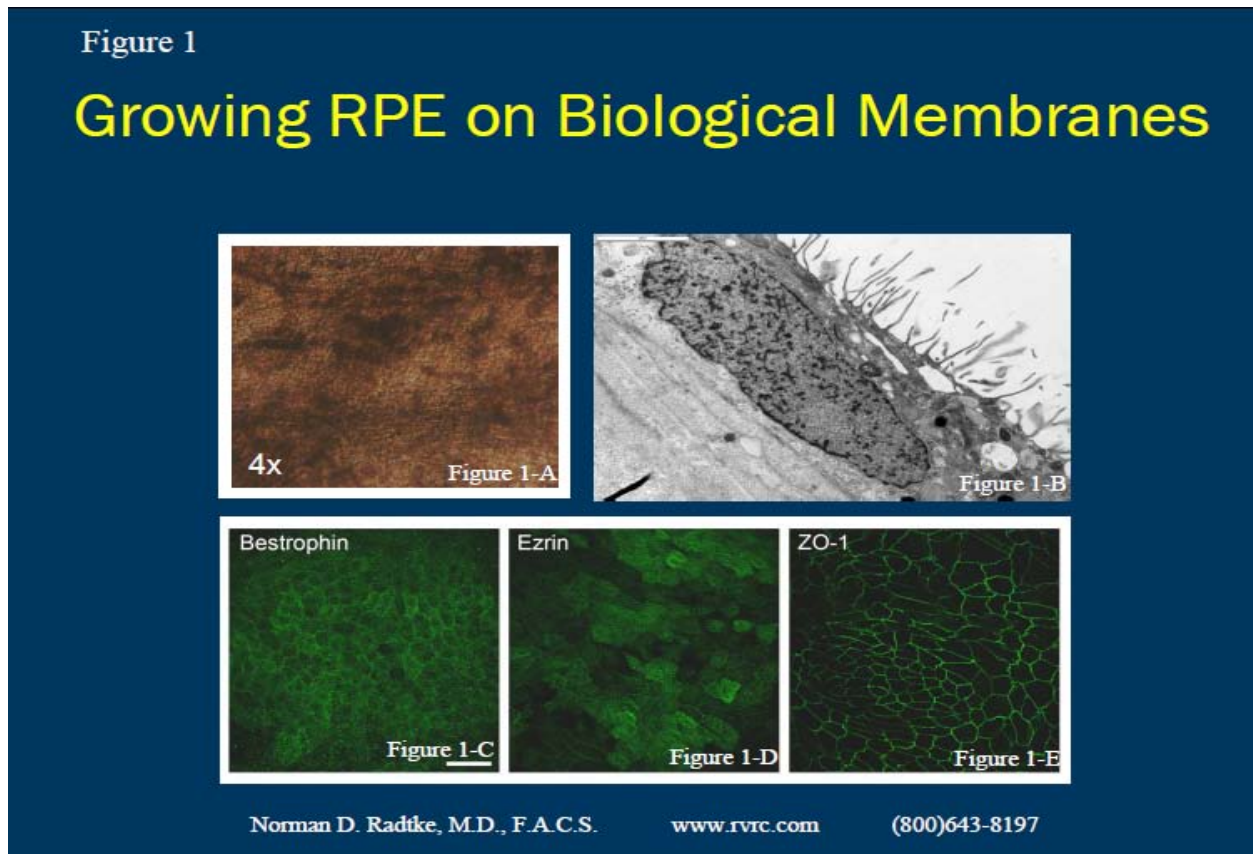 Figure 1
Growing RPE on Biological Membranes
4x
Figure 1-A
Figure 1-B
Bestrophin
Figure 1-C
Ezrin
Figure 1-D
ZO-1
Figure 1-E
Norman D. Radtke, M.D., F.A.C.S. www.rvrc.com (800)643-8197